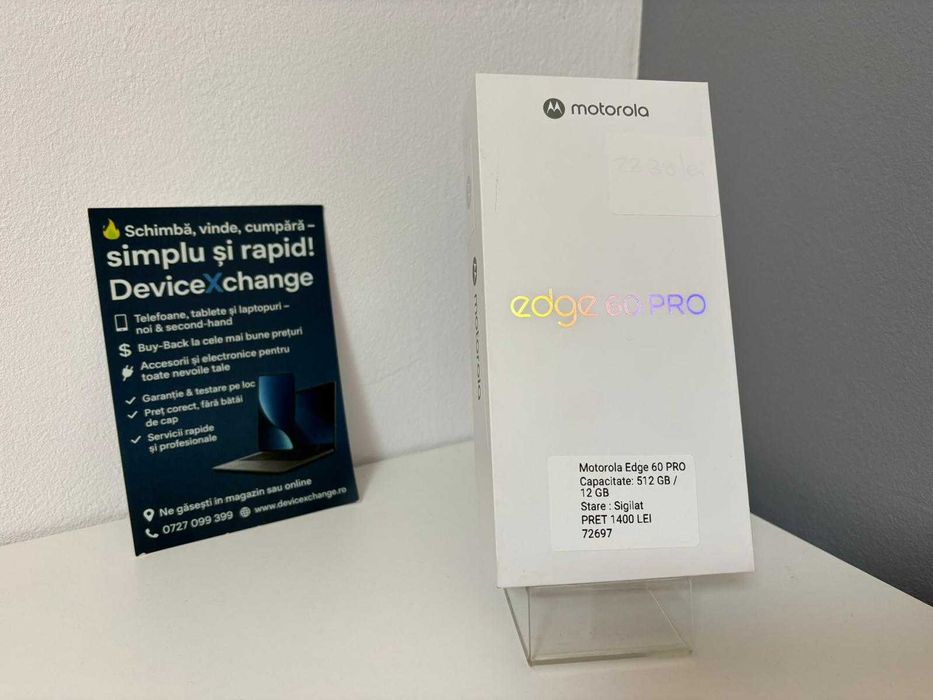 🔥 Schimbă, vinde, cumpără –
simplu și rapid!
DeviceXchange
Telefoane, tablete și laptopuri –
noi & second-hand
$ Buy-Back la cele mai bune prețuri
Accesorii și electronice pentru
toate nevoile tale
✓ Garanție & testare pe loc
✓ Preț corect, fără bătăi
de cap
✓ Servicii rapide
și profesionale
Ne găsești in magazin sau online
0727 099 399 www.devicexchange.ro
motorola
2230 lei
motorola
edge 60 PRO
Motorola Edge 60 PRO
Capacitate: 512 GB /
12 GB
Stare : Sigilat
PRET 1400 LEI
72697